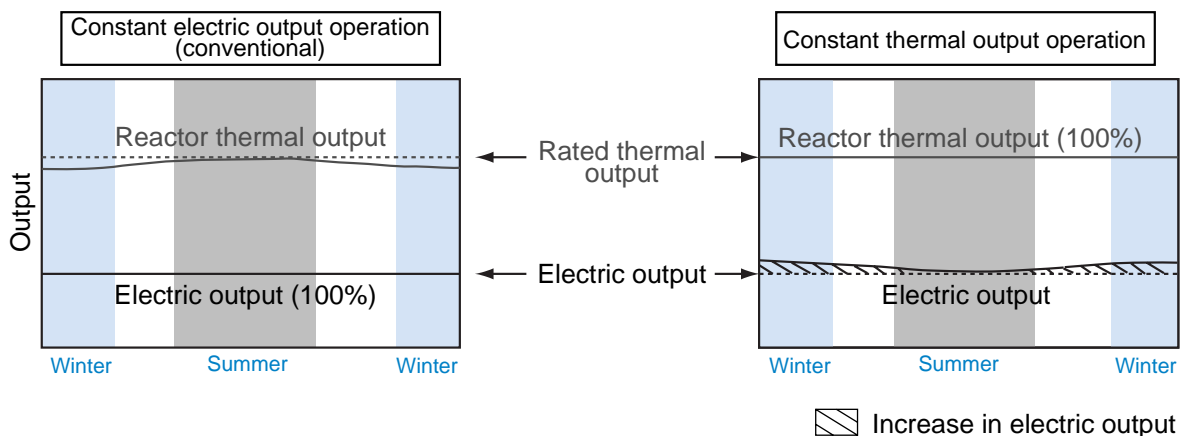 Constant electric output operation
(conventional)
Constant thermal output operation
Reactor thermal output
Rated thermal
output
Reactor thermal output (100%)
Output
Electric output (100%)
Electric output
Electric output
Winter
Summer
Winter
Winter
Summer
Winter
Increase in electric output